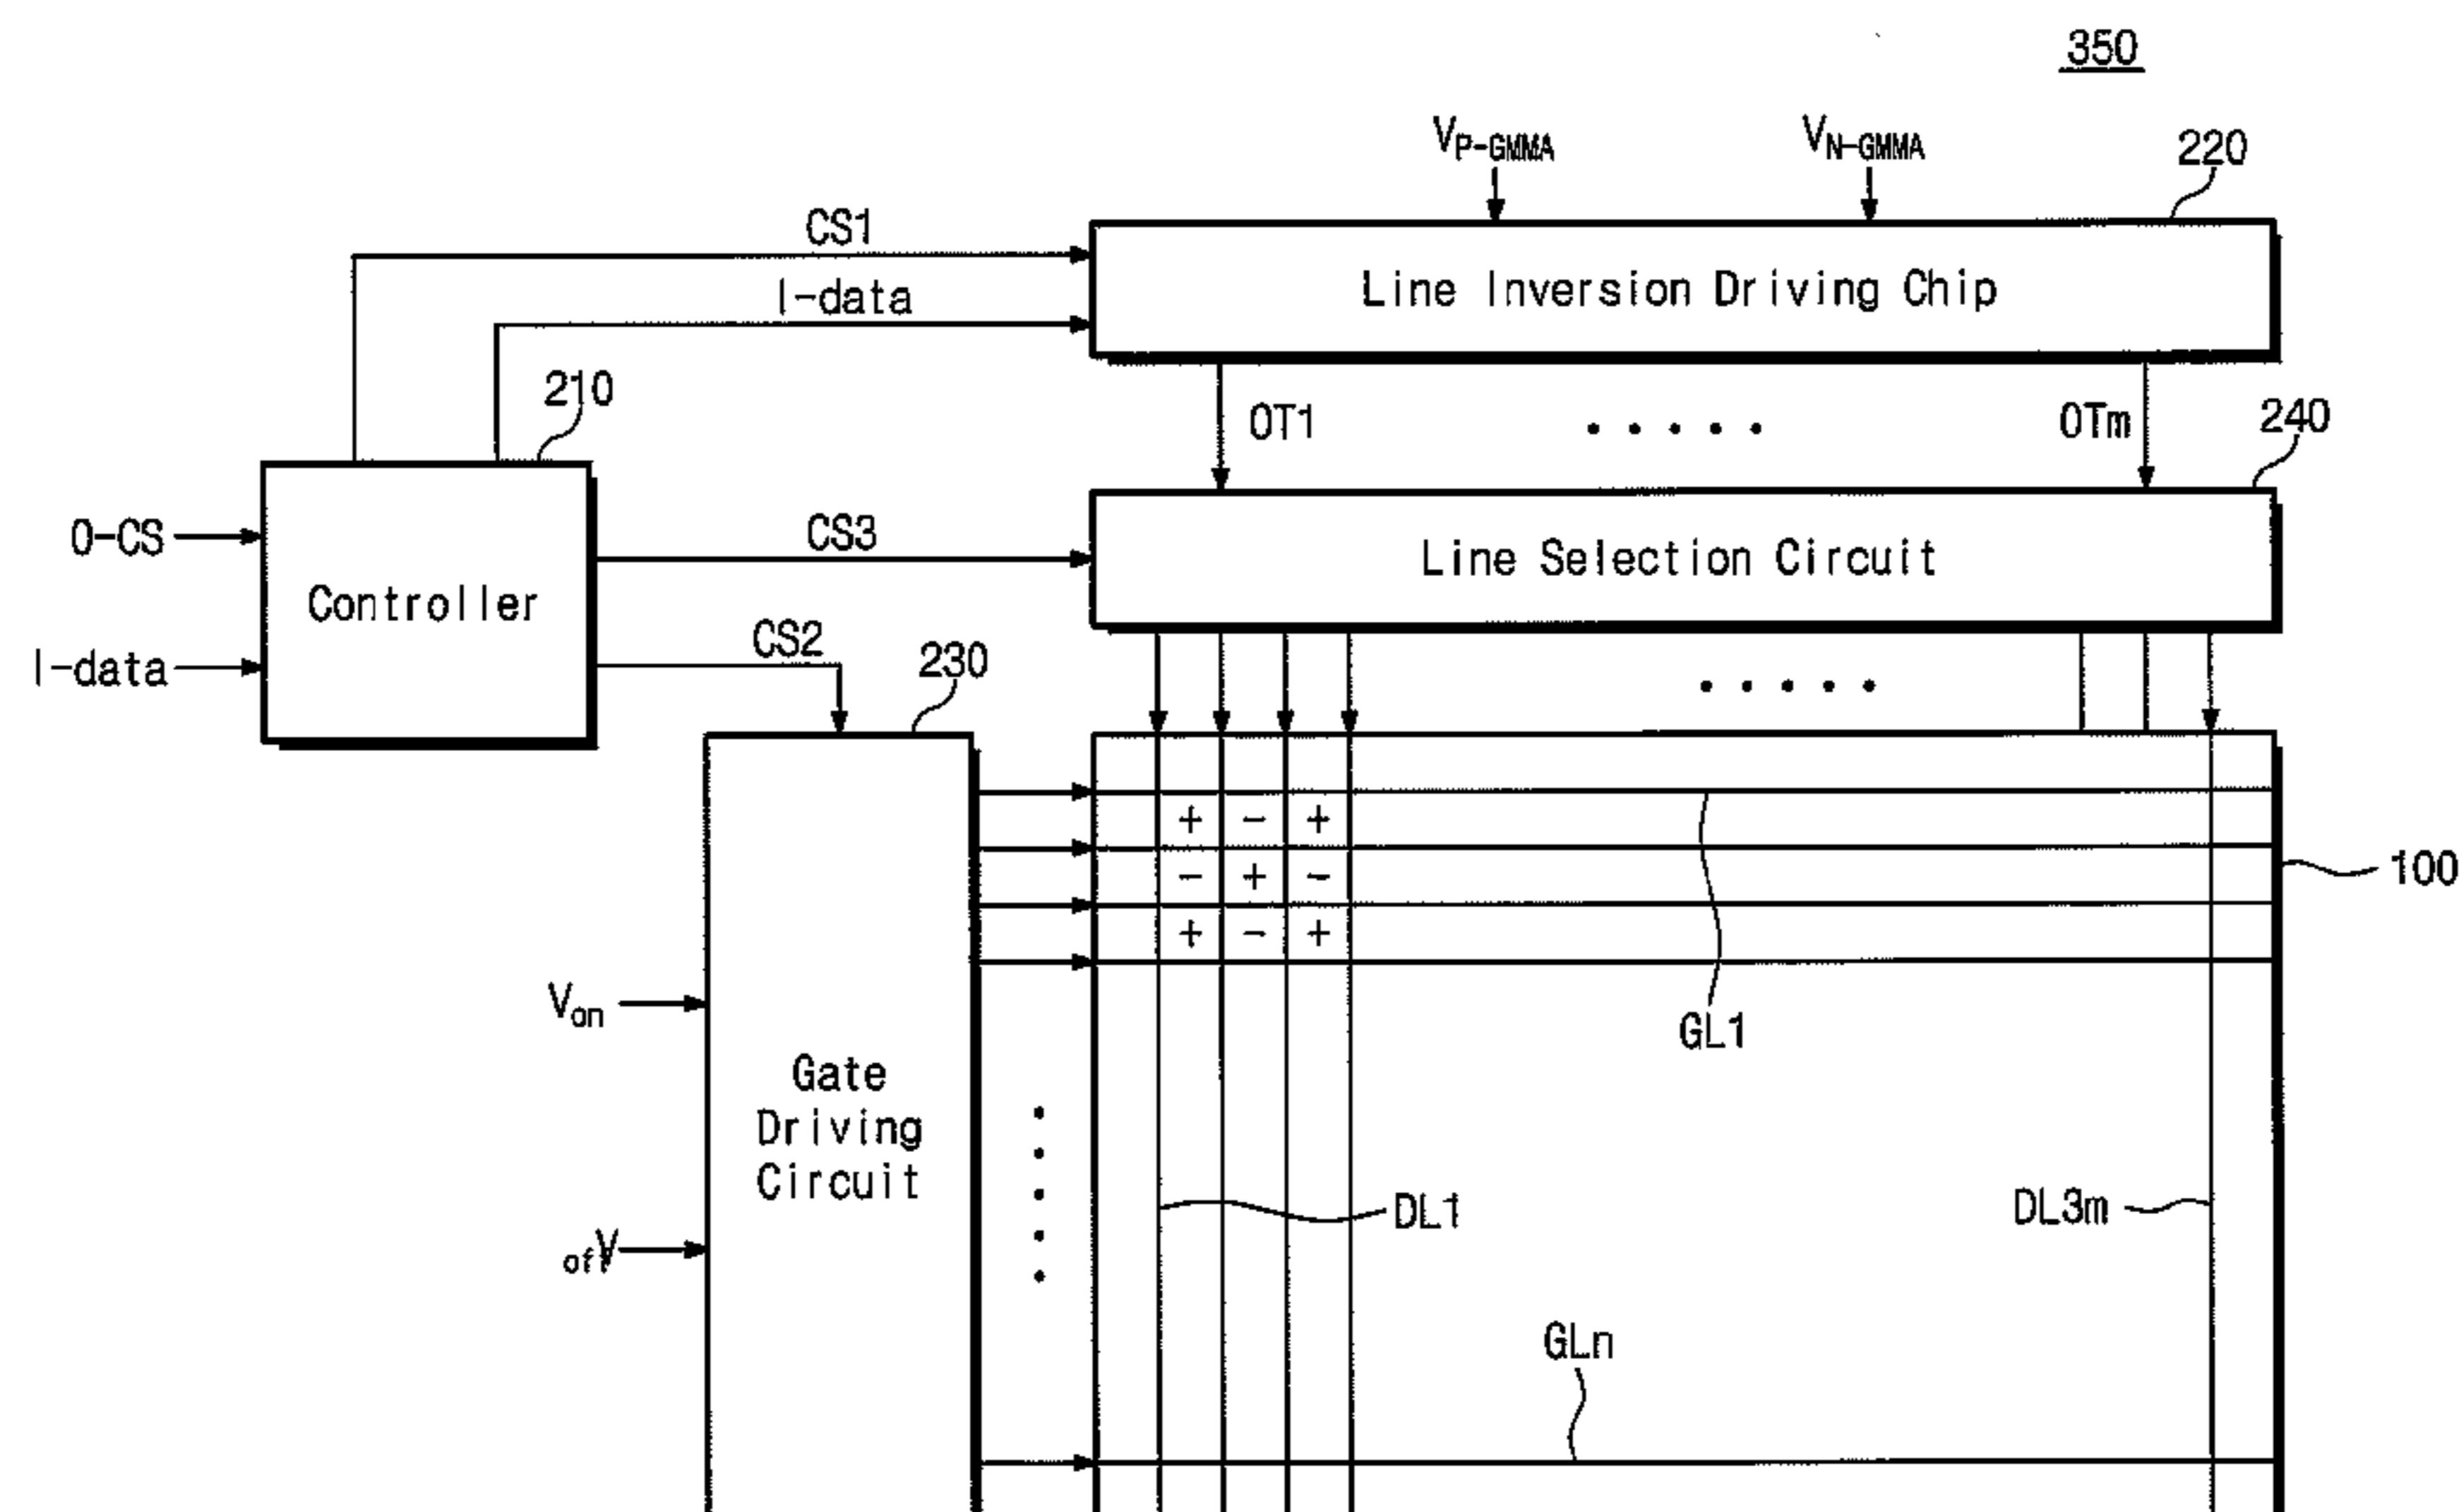 350
VP-GMMA VN-GMMA 220
CS1
Line Inversion Driving Chip
I-data
210
OT1 ..... OTm 240
O-CS
CS3
Line Selection Circuit
Controller
CS2
I-data
230
.....
+ - +
- + -
+ - +
100
Von
GL1
Gate
Driving
Circuit
DL1
DL3m
Voff
GLn